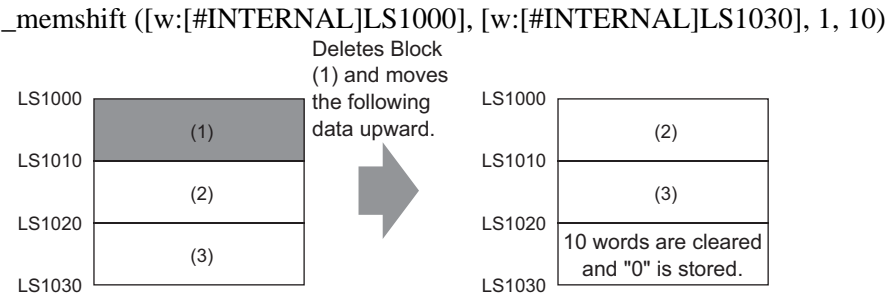 _memshift ([w:[#INTERNAL]LS1000], [w:[#INTERNAL]LS1030], 1, 10)
Deletes Block
(1) and moves
the following
data upward.
LS1000
(1)
LS1010
(2)
LS1020
(3)
LS1030
LS1000
(2)
LS1010
(3)
LS1020
10 words are cleared
and "0" is stored.
LS1030